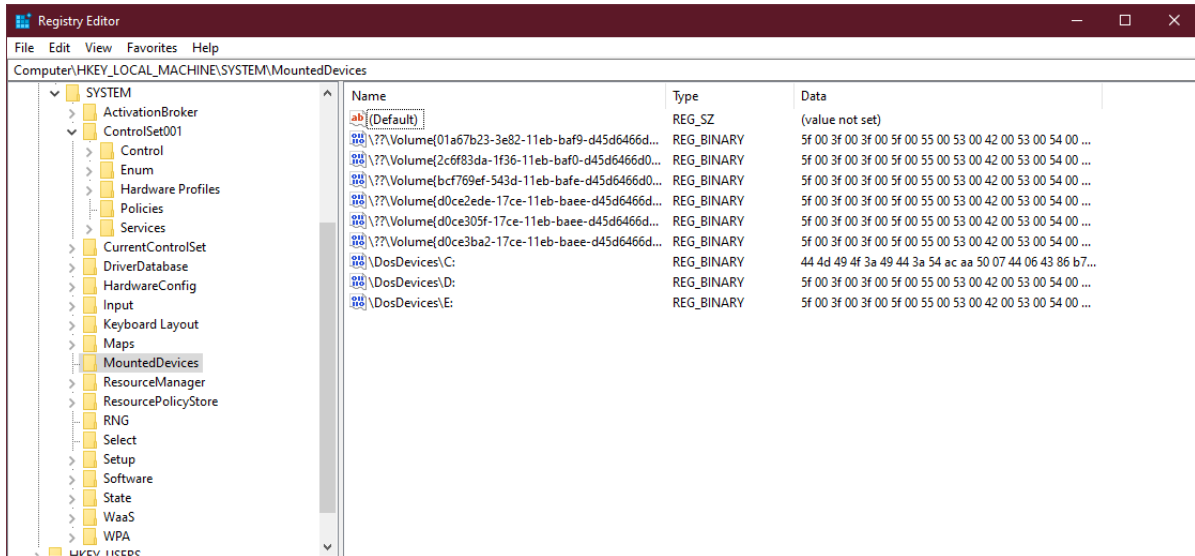 Registry Editor
File Edit View Favorites Help
Computer\HKEY_LOCAL_MACHINE\SYSTEM\MountedDevices
SYSTEM
ActivationBroker
ControlSet001
Control
Enum
Hardware Profiles
Policies
Services
CurrentControlSet
DriverDatabase
HardwareConfig
Input
Keyboard Layout
Maps
MountedDevices
ResourceManager
ResourcePolicyStore
RNG
Select
Setup
Software
State
WaaS
WPA
HKEY_USERS
Name Type Data
(Default) REG_SZ (value not set)
\??\Volume{01a67b23-3e82-11eb-baf9-d45d6466d... REG_BINARY 5f 00 3f 00 3f 00 5f 00 55 00 53 00 42 00 53 00 54 00 ...
\??\Volume{2c6f83da-1f36-11eb-baf0-d45d6466d0... REG_BINARY 5f 00 3f 00 3f 00 5f 00 55 00 53 00 42 00 53 00 54 00 ...
\??\Volume{bcf769ef-543d-11eb-bafe-d45d6466d0... REG_BINARY 5f 00 3f 00 3f 00 5f 00 55 00 53 00 42 00 53 00 54 00 ...
\??\Volume{d0ce2ede-17ce-11eb-baee-d45d6466d... REG_BINARY 5f 00 3f 00 3f 00 5f 00 55 00 53 00 42 00 53 00 54 00 ...
\??\Volume{d0ce305f-17ce-11eb-baee-d45d6466d... REG_BINARY 5f 00 3f 00 3f 00 5f 00 55 00 53 00 42 00 53 00 54 00 ...
\??\Volume{d0ce3ba2-17ce-11eb-baee-d45d6466d... REG_BINARY 5f 00 3f 00 3f 00 5f 00 55 00 53 00 42 00 53 00 54 00 ...
\DosDevices\C: REG_BINARY 44 4d 49 4f 3a 49 44 3a 54 ac aa 50 07 44 06 43 86 b7...
\DosDevices\D: REG_BINARY 5f 00 3f 00 3f 00 5f 00 55 00 53 00 42 00 53 00 54 00 ...
\DosDevices\E: REG_BINARY 5f 00 3f 00 3f 00 5f 00 55 00 53 00 42 00 53 00 54 00 ...